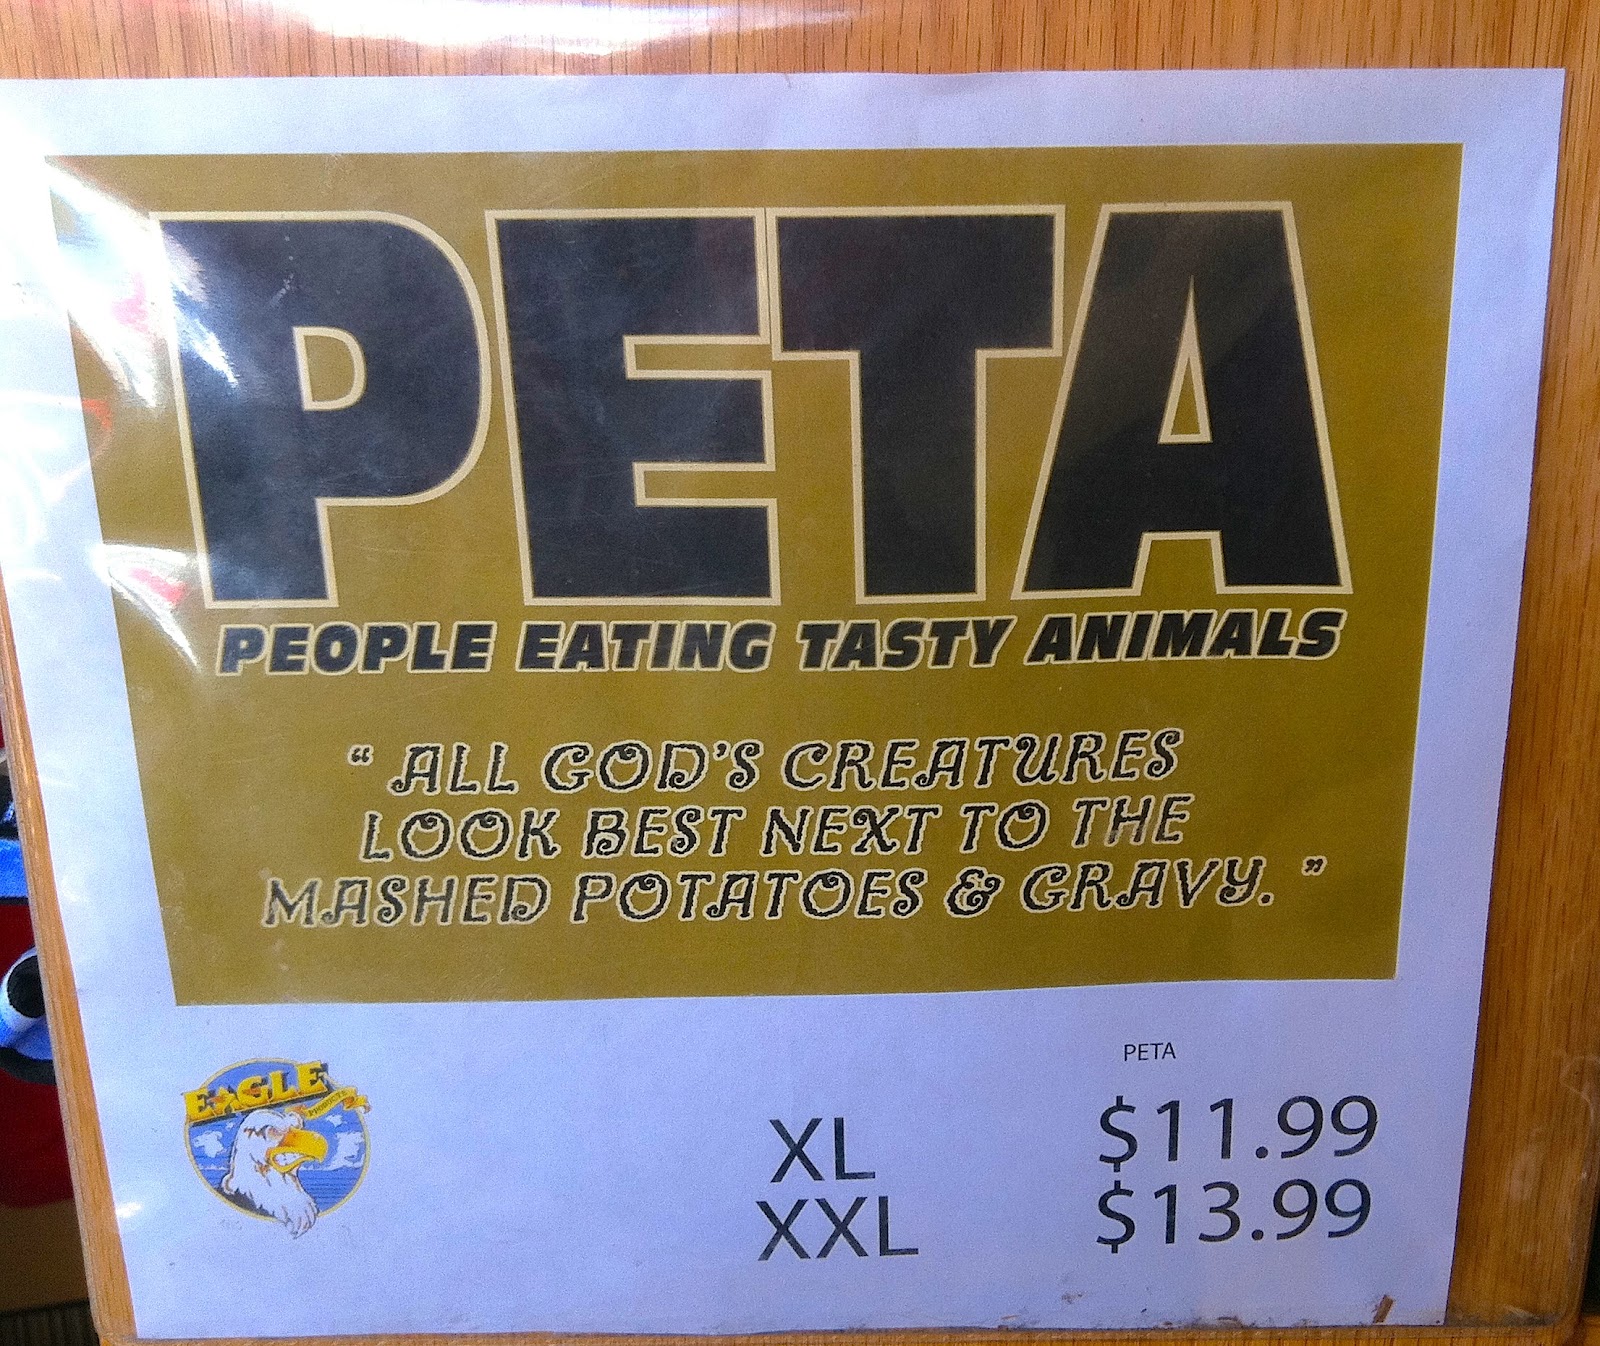 PETA
PEOPLE EATING TASTY ANIMALS
“ ALL GOD'S CREATURES
LOOK BEST NEXT TO THE
MASHED POTATOES & GRAVY. ”
EAGLE
PRODUCTS
PETA
XL $11.99
XXL $13.99